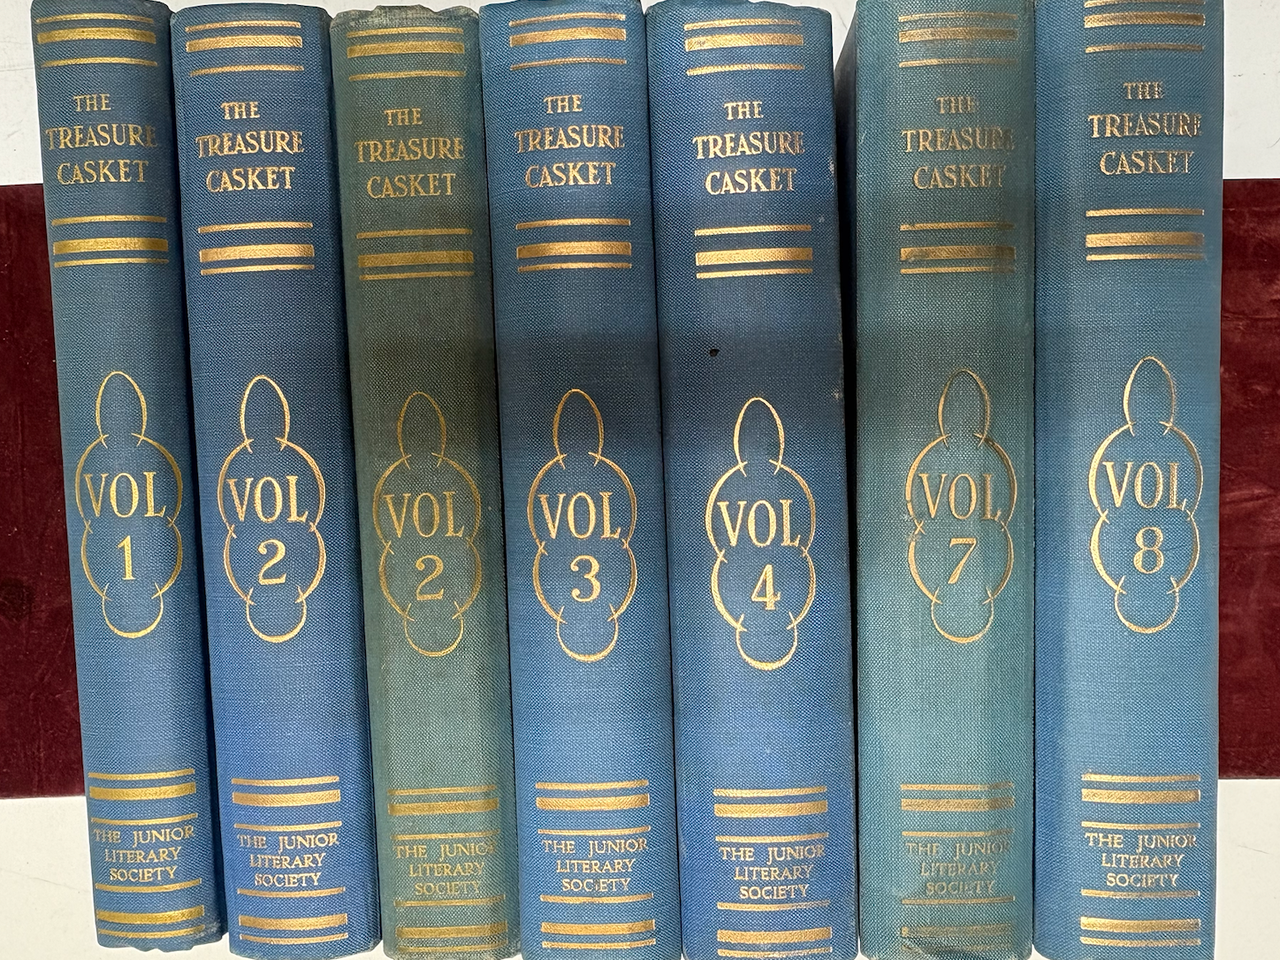 THE
TREASURE
CASKET
VOL
1
THE JUNIOR
LITERARY
SOCIETY
THE
TREASURE
CASKET
VOL
2
THE JUNIOR
LITERARY
SOCIETY
THE
TREASURE
CASKET
VOL
2
THE JUNIOR
LITERARY
SOCIETY
THE
TREASURE
CASKET
VOL
3
THE JUNIOR
LITERARY
SOCIETY
THE
TREASURE
CASKET
VOL
4
THE JUNIOR
LITERARY
SOCIETY
THE
TREASURE
CASKET
VOL
7
THE JUNIOR
LITERARY
SOCIETY
THE
TREASURE
CASKET
VOL
8
THE JUNIOR
LITERARY
SOCIETY